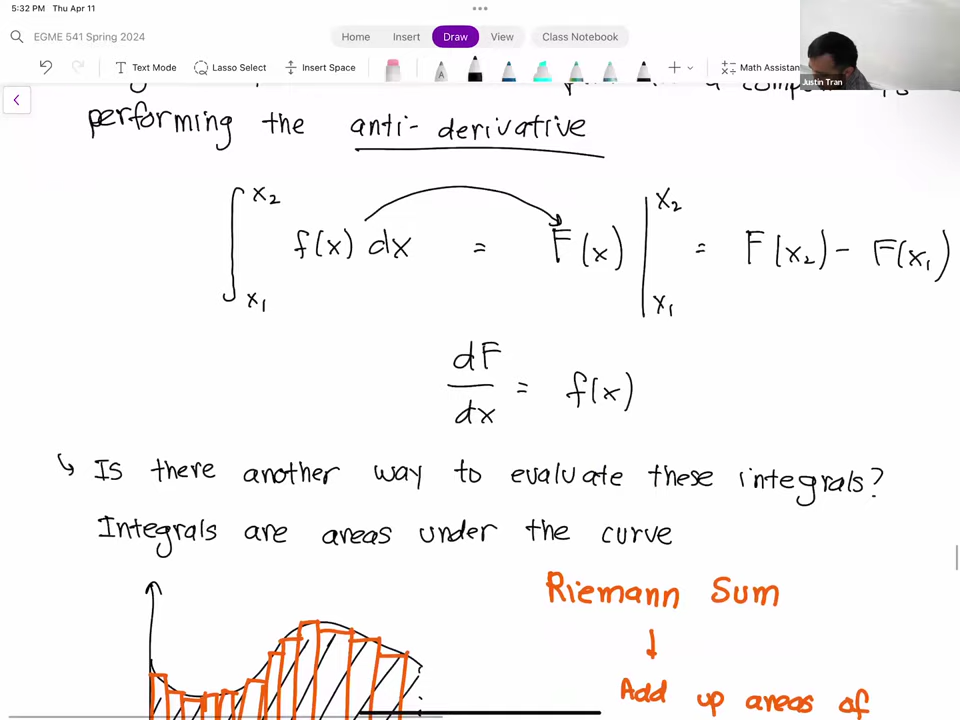 5:32 PM Thu Apr 11
EGME 541 Spring 2024
Home Insert Draw View Class Notebook
Text Mode Lasso Select Insert Space Math Assistan
Justin Tran
performing the anti-derivative
∫ x₂ x₁ f(x) dx = F(x) | x₂ x₁ = F(x₂) - F(x₁)
dF/dx = f(x)
↳ Is there another way to evaluate these integrals?
Integrals are areas under the curve
Riemann Sum
↓
Add up areas of